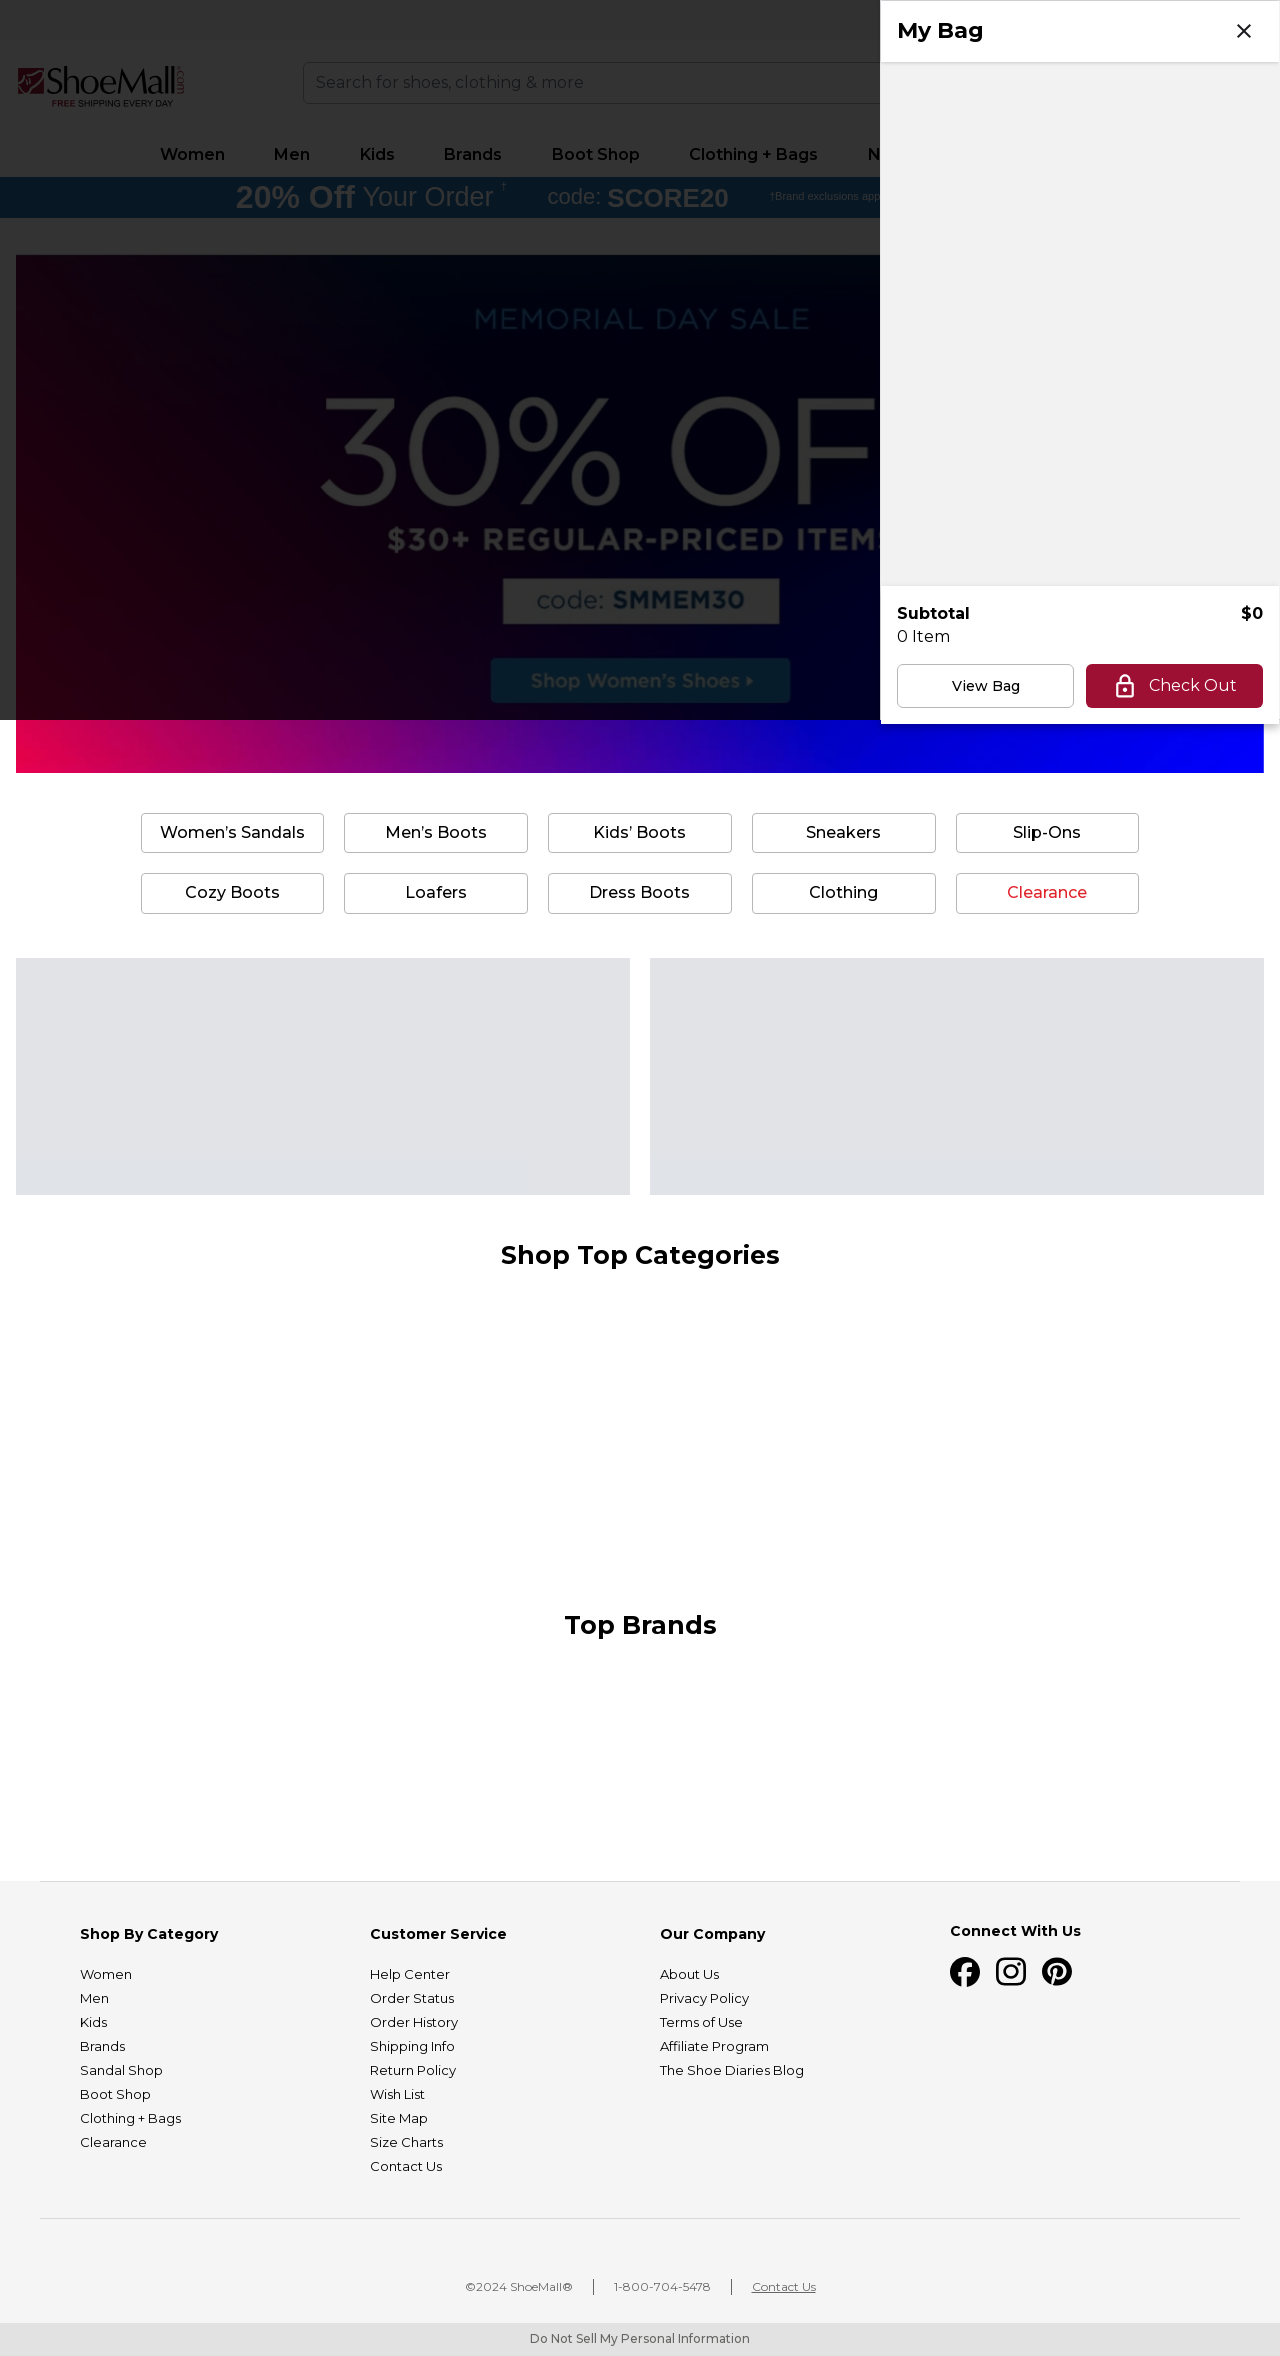 My Bag
ShoeMall.com
FREE SHIPPING EVERY DAY
Search for shoes, clothing & more
Women
Men
Kids
Brands
Boot Shop
Clothing + Bags
N
20% Off Your Order †
code: SCORE20
†Brand exclusions app
MEMORIAL DAY SALE
30% OF
$30+ REGULAR-PRICED ITEMS
code: SMMEM30
Shop Women's Shoes
Subtotal
$0
0 Item
View Bag
Check Out
Women’s Sandals
Men’s Boots
Kids’ Boots
Sneakers
Slip-Ons
Cozy Boots
Loafers
Dress Boots
Clothing
Clearance
Shop Top Categories
Top Brands
Shop By Category
Women
Men
Kids
Brands
Sandal Shop
Boot Shop
Clothing + Bags
Clearance
Customer Service
Help Center
Order Status
Order History
Shipping Info
Return Policy
Wish List
Site Map
Size Charts
Contact Us
Our Company
About Us
Privacy Policy
Terms of Use
Affiliate Program
The Shoe Diaries Blog
Connect With Us
©2024 ShoeMall®
1-800-704-5478
Contact Us
Do Not Sell My Personal Information